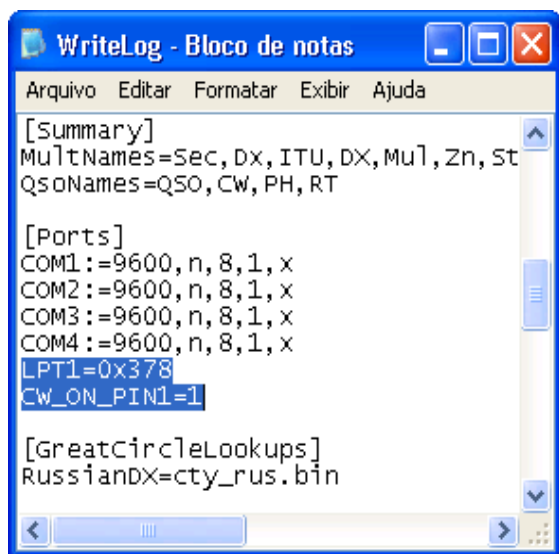 WriteLog - Bloco de notas
Arquivo Editar Formatar Exibir Ajuda
[Summary]
MultNames=Sec,Dx,ITU,DX,Mul,Zn,St
QsoNames=QSO,CW,PH,RT
[Ports]
COM1:=9600,n,8,1,x
COM2:=9600,n,8,1,x
COM3:=9600,n,8,1,x
COM4:=9600,n,8,1,x
LPT1=0x378
CW_ON_PIN1=1
[GreatCircleLookups]
RussianDX=cty_rus.bin